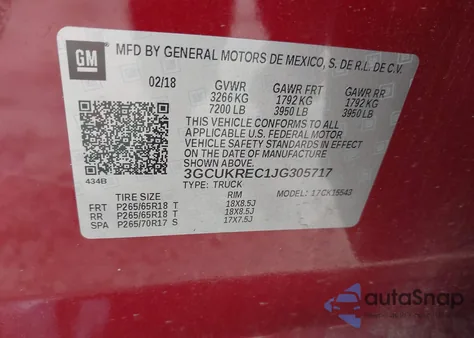 GM
MFD BY GENERAL MOTORS DE MEXICO, S. DE R.L. DE C.V.
02/18 GVWR GAWR FRT GAWR RR
3266 KG 1792 KG 1792 KG
7200 LB 3950 LB 3950 LB
THIS VEHICLE CONFORMS TO ALL
APPLICABLE U.S. FEDERAL MOTOR
VEHICLE SAFETY STANDARDS IN EFFECT
ON THE DATE OF MANUFACTURE
SHOWN ABOVE.
434B
3GCUKREC1JG305717
TYPE: TRUCK MODEL: 17CK15543
TIRE SIZE RIM
FRT P265/65R18 T 18X8.5J
RR P265/65R18 T 18X8.5J
SPA P265/70R17 S 17X7.5J
autoSnap